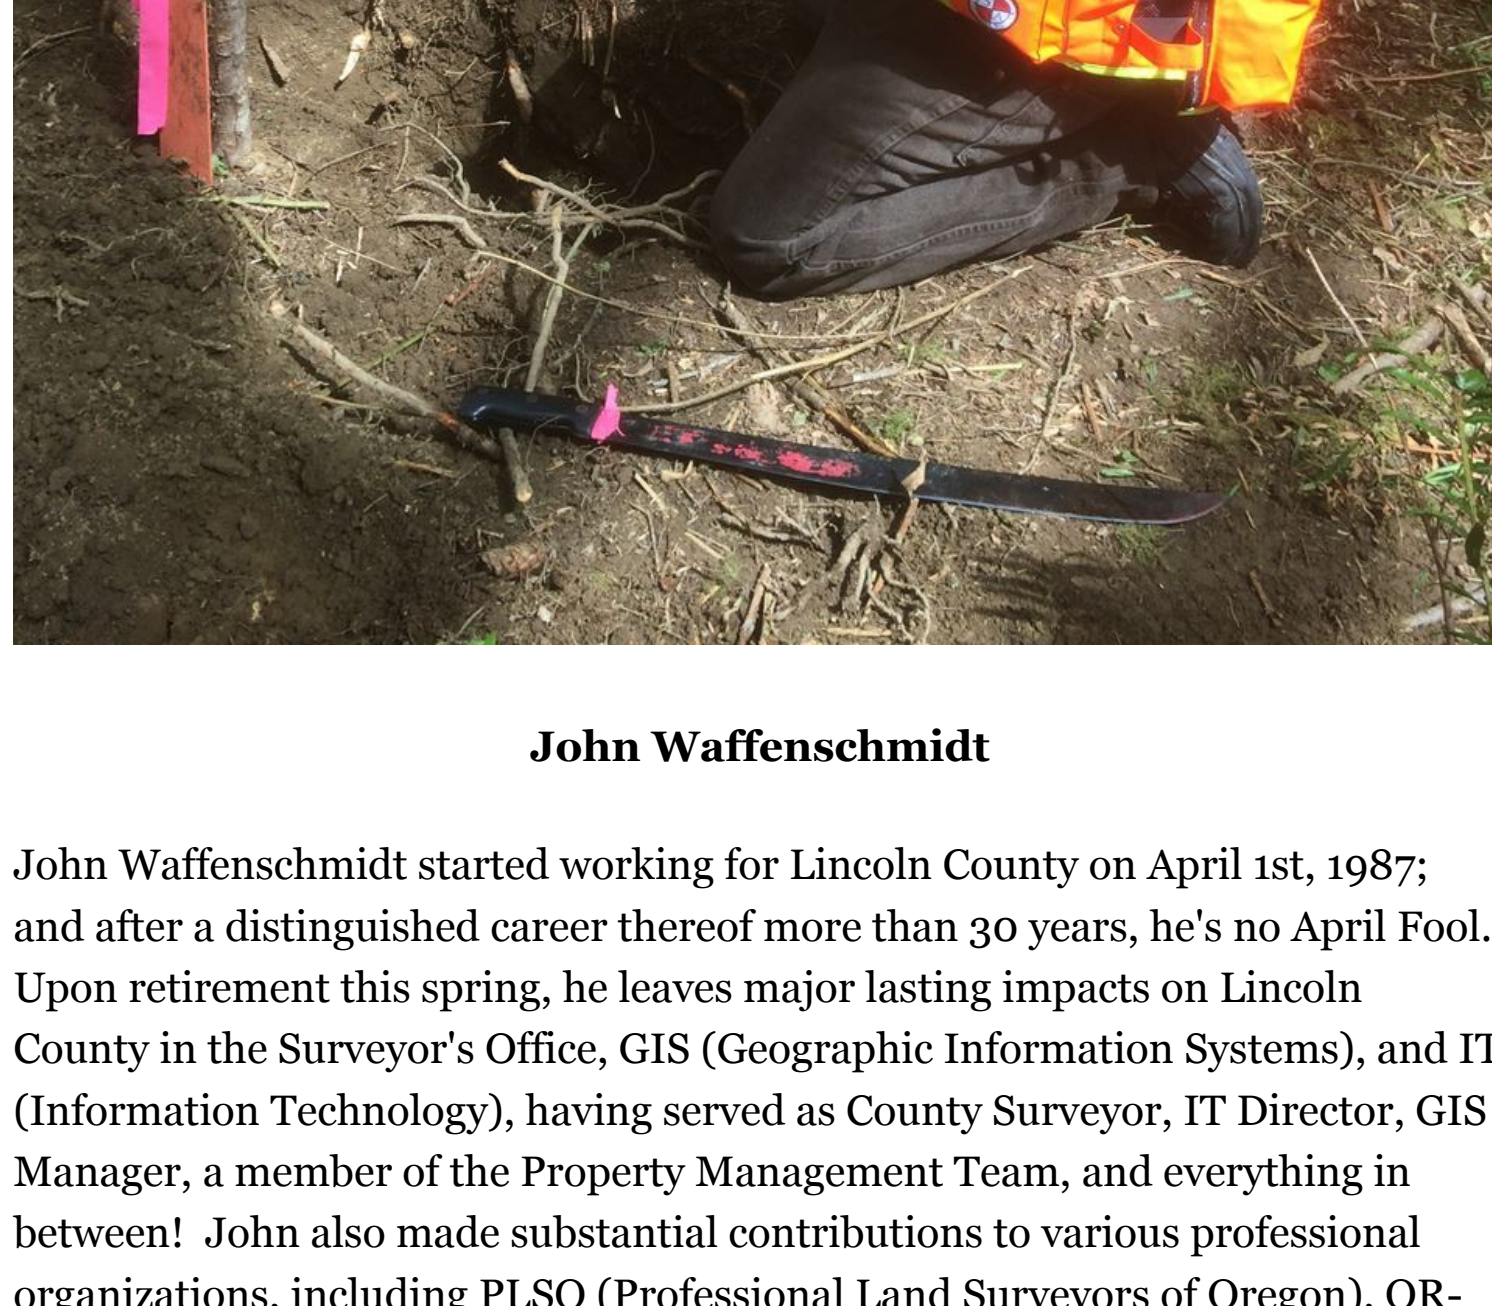 John Waffenschmidt
John Waffenschmidt started working for Lincoln County on April 1st, 1987;
and after a distinguished career thereof more than 30 years, he's no April Fool.
Upon retirement this spring, he leaves major lasting impacts on Lincoln
County in the Surveyor's Office, GIS (Geographic Information Systems), and IT
(Information Technology), having served as County Surveyor, IT Director, GIS
Manager, a member of the Property Management Team, and everything in
between!  John also made substantial contributions to various professional
organizations, including PLSO (Professional Land Surveyors of Oregon), OR-